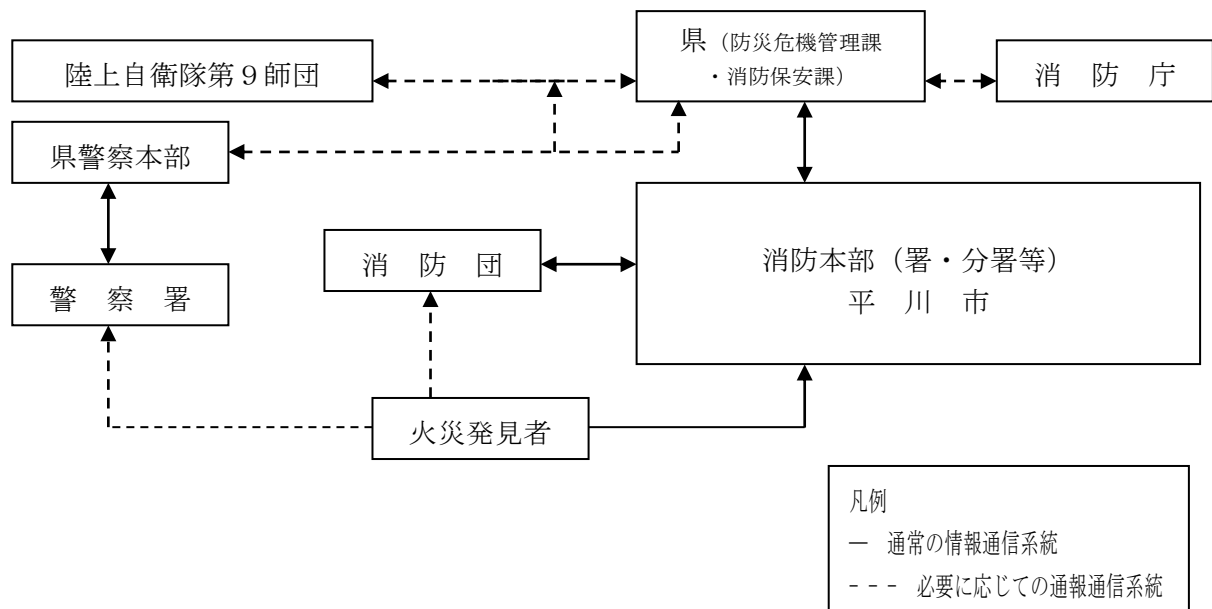 県（防災危機管理課
・消防保安課）
陸上自衛隊第９師団
消　防　庁
県警察本部
消防本部（署・分署等）
平　川　市
消　防　団
警　察　署
火災発見者
凡例
― 通常の情報通信系統
- - - 必要に応じての通報通信系統